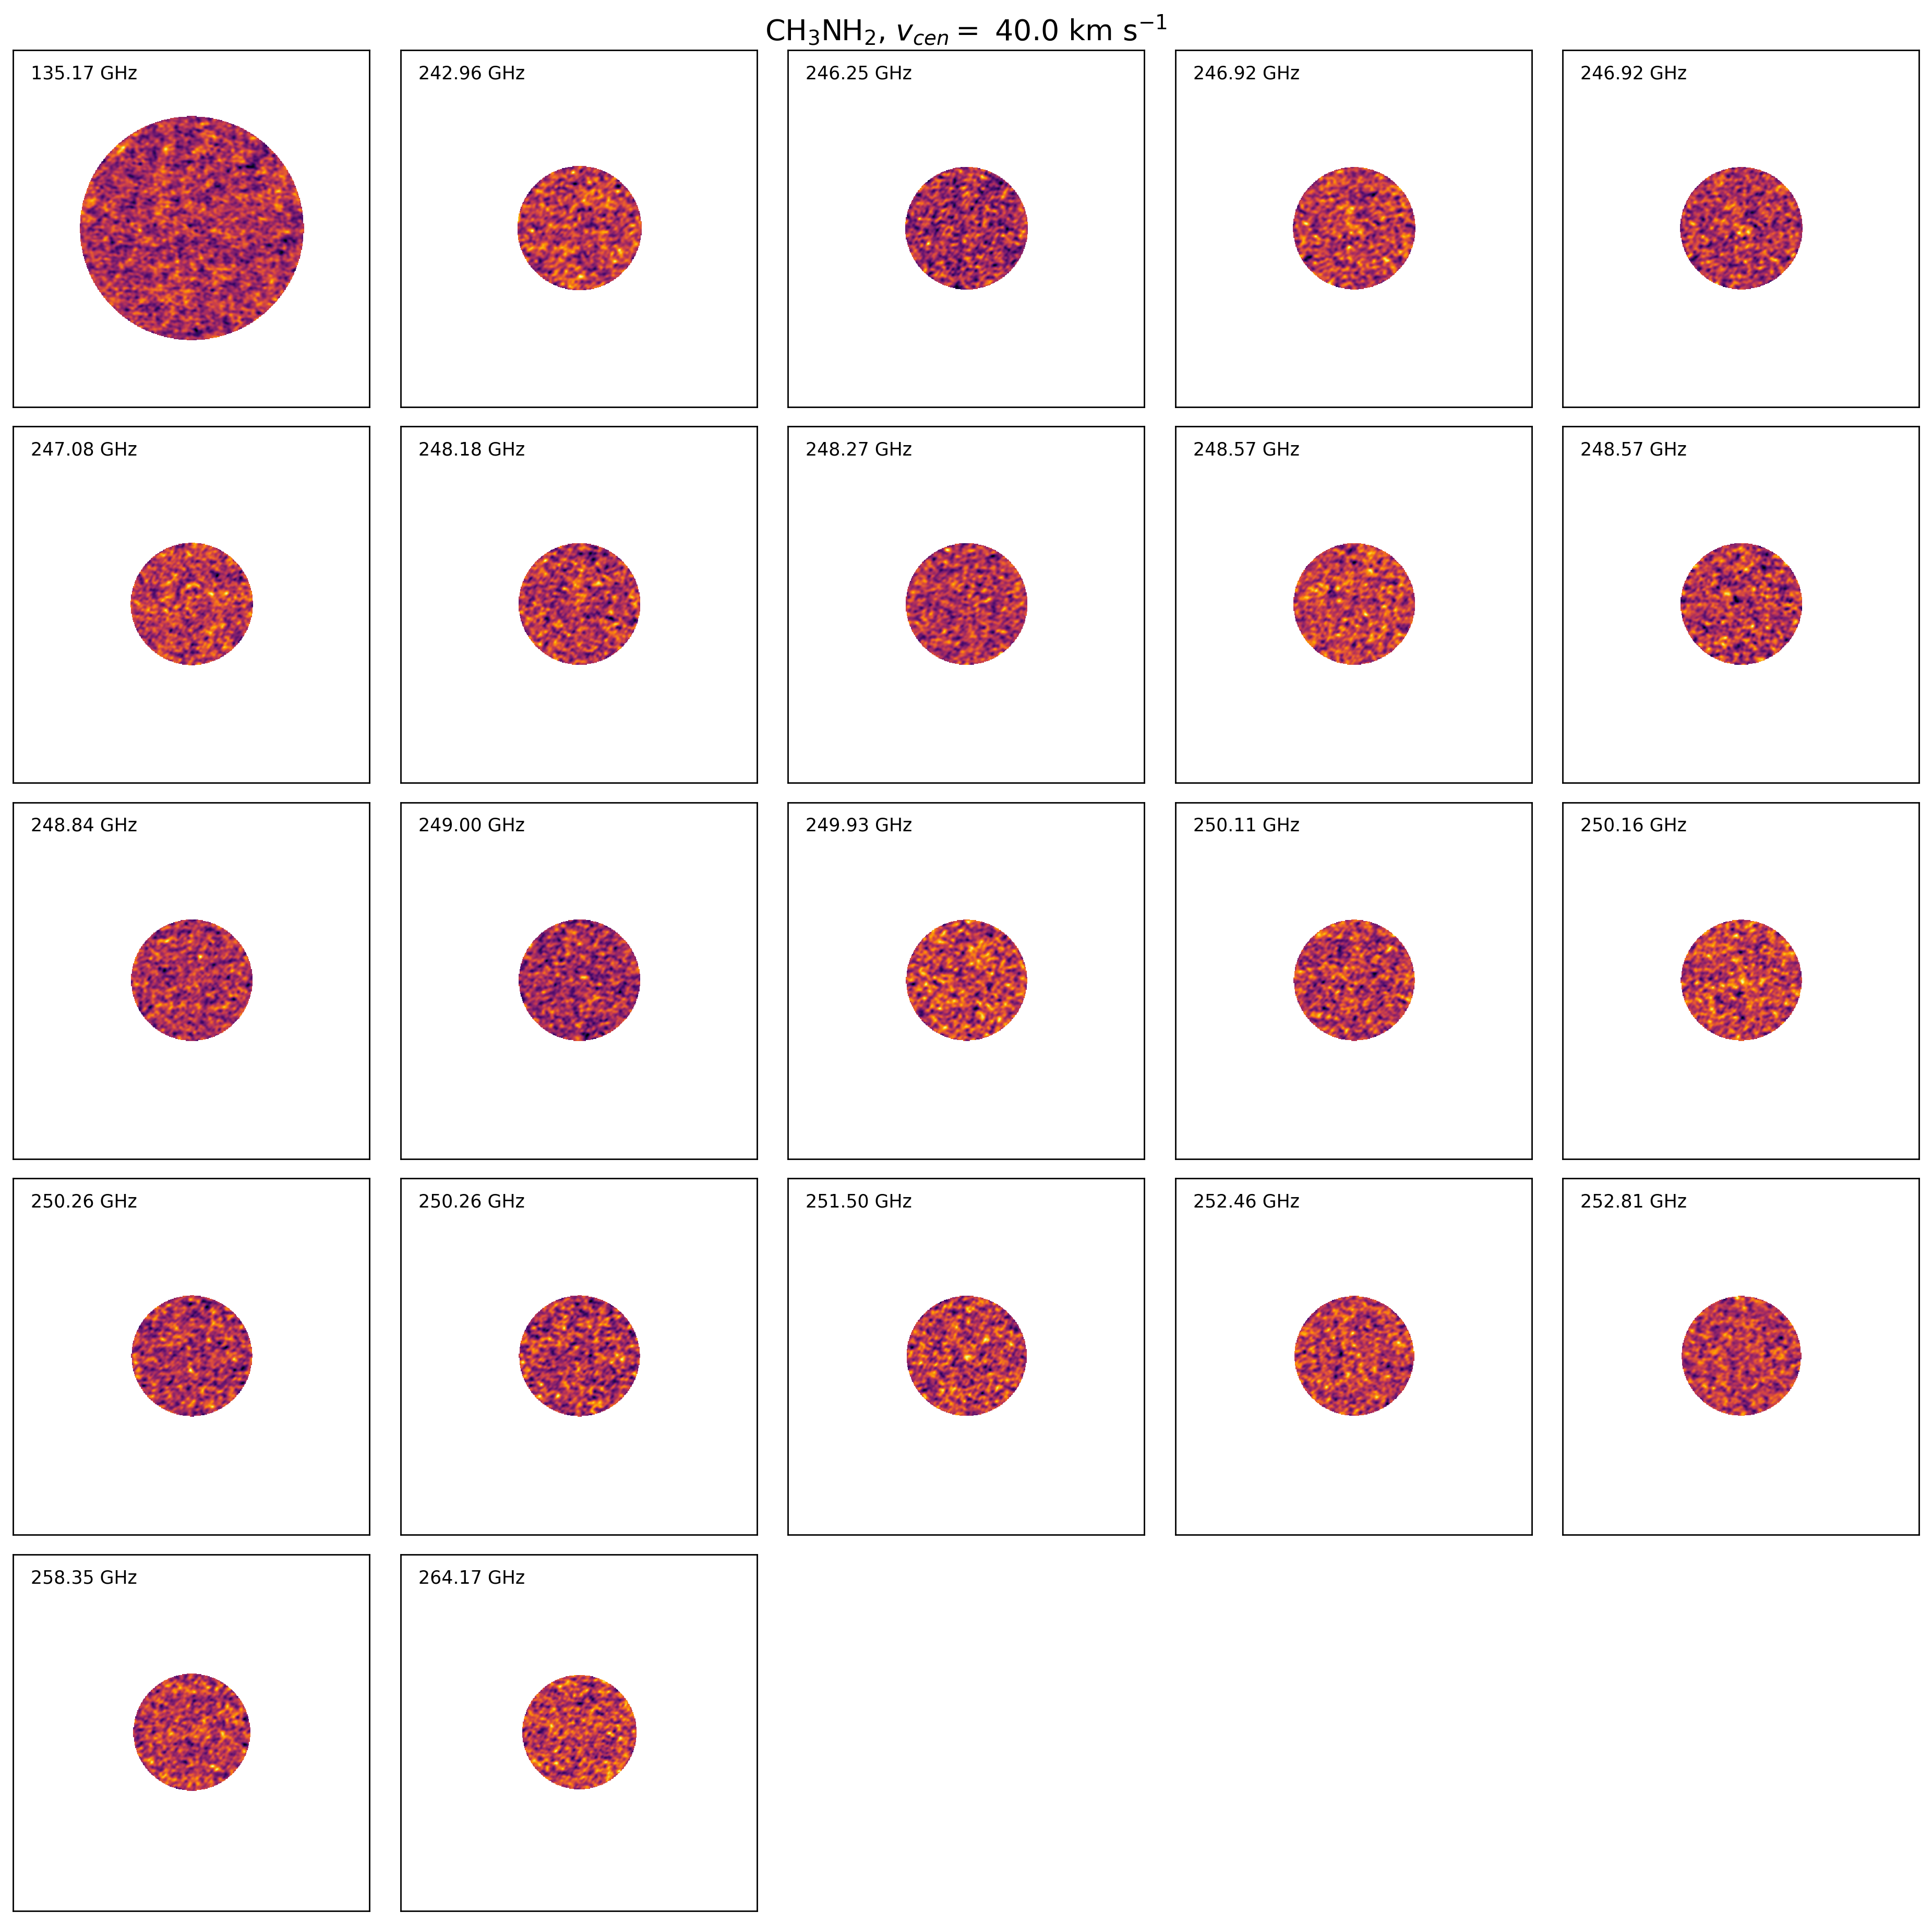 CH₃NH₂, v_cen = 40.0 km s⁻¹
135.17 GHz
242.96 GHz
246.25 GHz
246.92 GHz
246.92 GHz
247.08 GHz
248.18 GHz
248.27 GHz
248.57 GHz
248.57 GHz
248.84 GHz
249.00 GHz
249.93 GHz
250.11 GHz
250.16 GHz
250.26 GHz
250.26 GHz
251.50 GHz
252.46 GHz
252.81 GHz
258.35 GHz
264.17 GHz